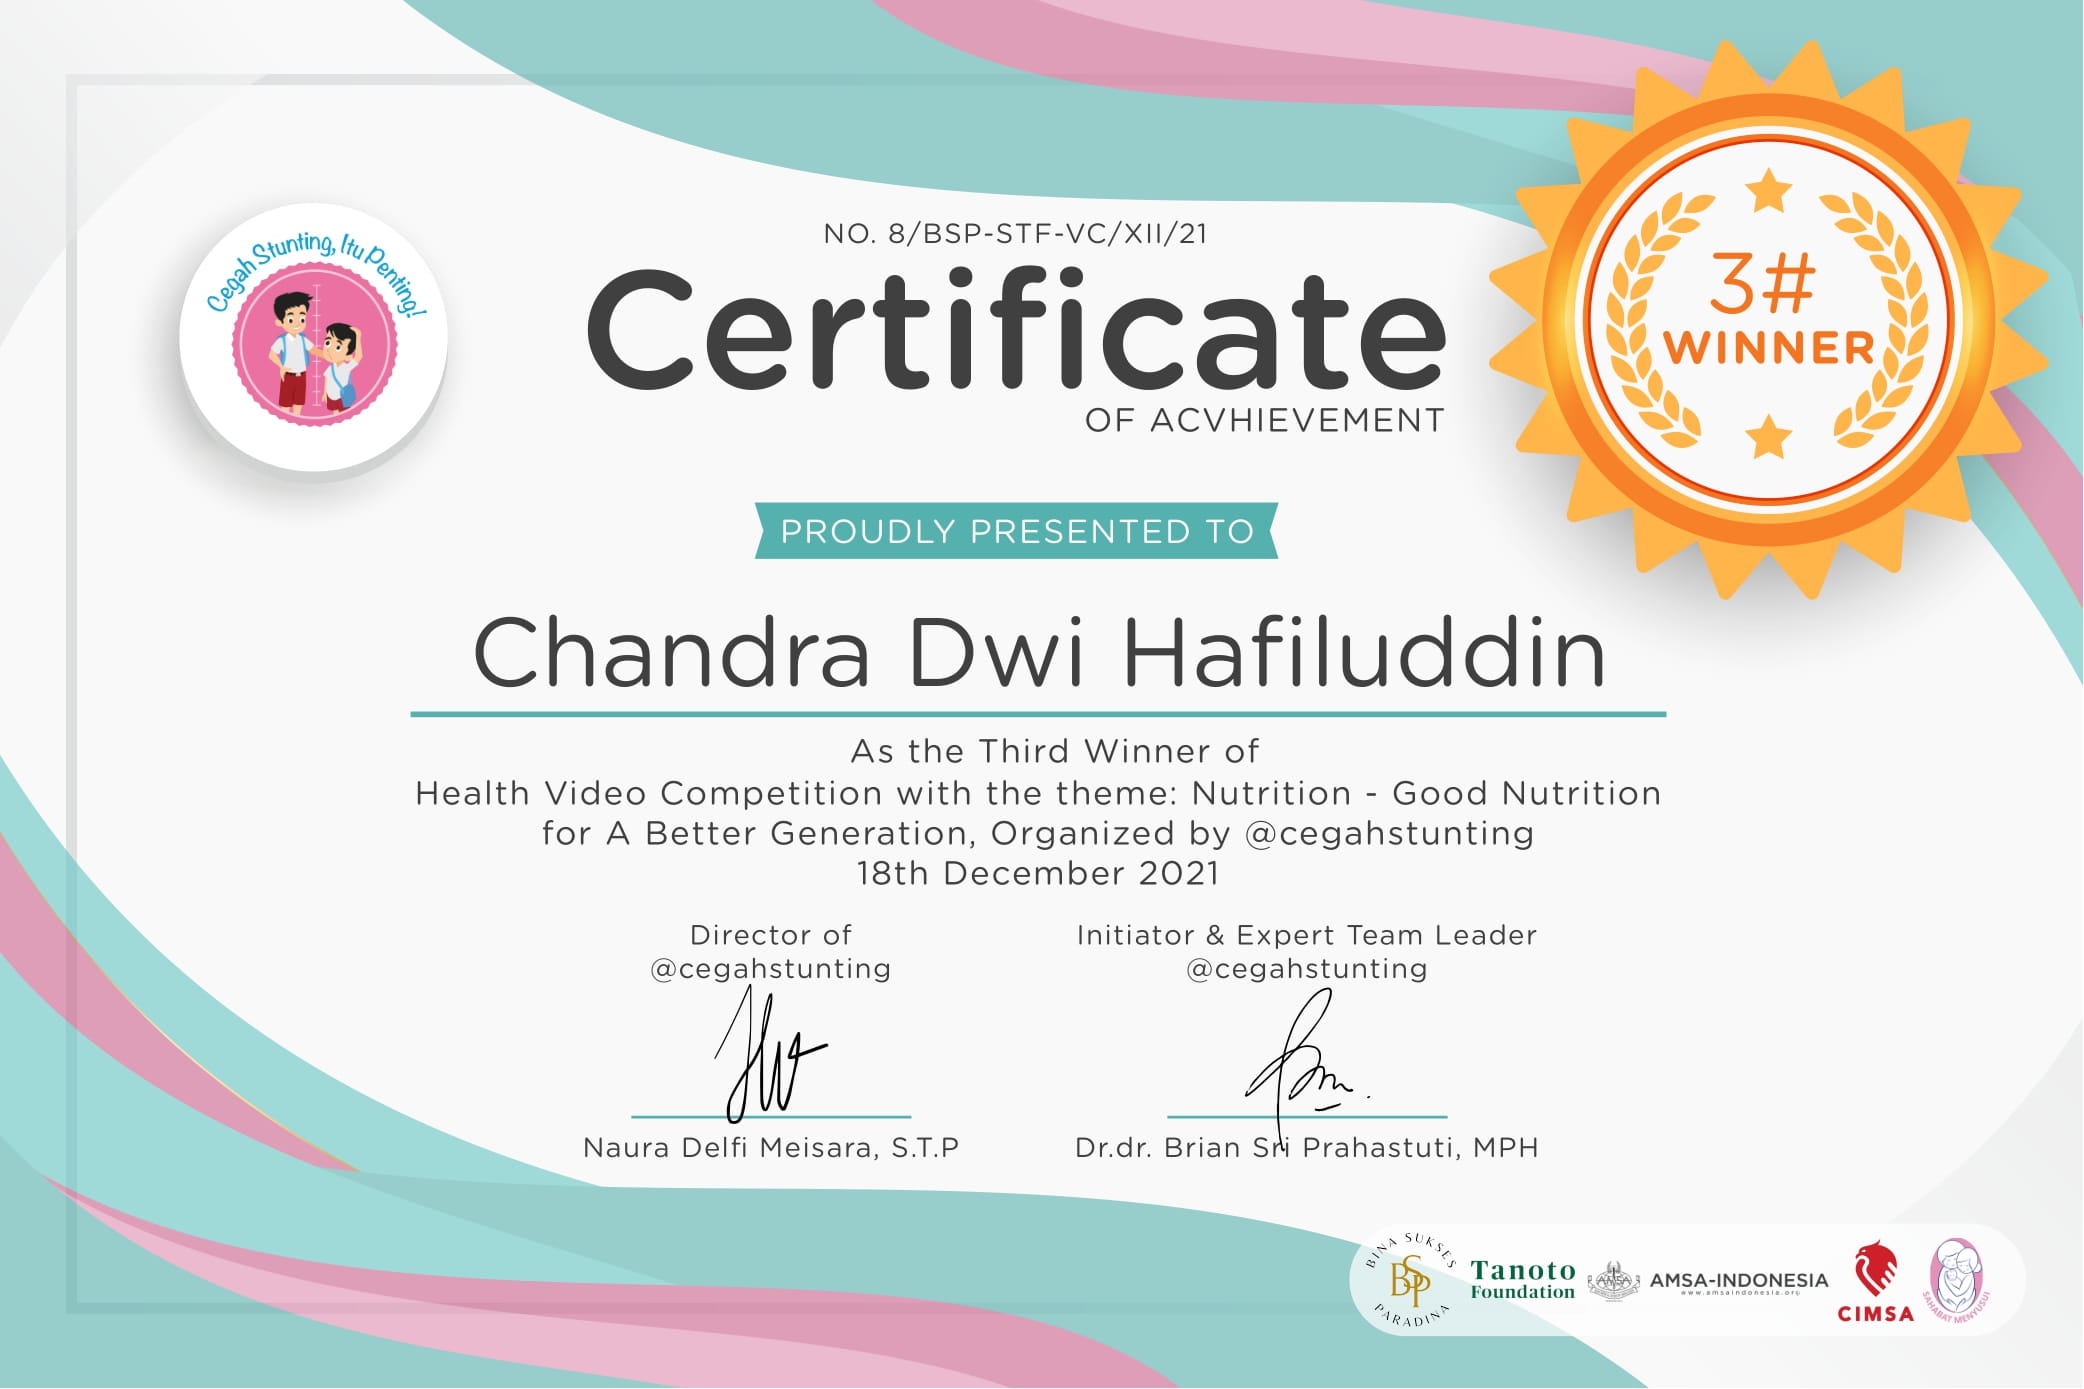 NO. 8/BSP-STF-VC/XII/21
Certificate
OF ACVHIEVEMENT
Cegah Stunting, Itu Penting!
3#
WINNER
PROUDLY PRESENTED TO
Chandra Dwi Hafiluddin
As the Third Winner of
Health Video Competition with the theme: Nutrition - Good Nutrition
for A Better Generation, Organized by @cegahstunting
18th December 2021
Director of
@cegahstunting
Naura Delfi Meisara, S.T.P
Initiator & Expert Team Leader
@cegahstunting
Dr.dr. Brian Sri Prahastuti, MPH
BINA SUKSES
BSP
PARADINA
Tanoto
Foundation
AMSA
AMSA-INDONESIA
www.amsaindonesia.org
CIMSA
SAHABAT MENYUSUI